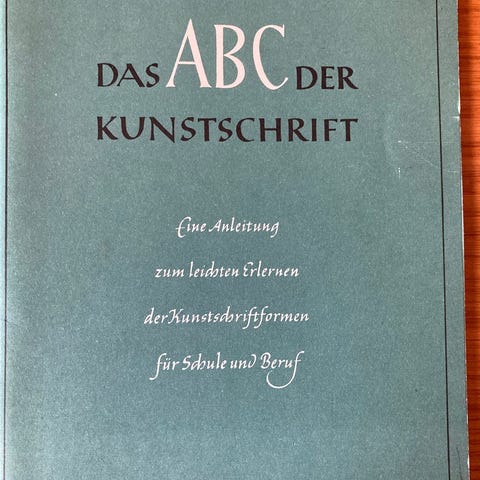 DAS ABC DER
KUNSTSCHRIFT
Eine Anleitung
zum leichten Erlernen
der Kunstschriftformen
für Schule und Beruf